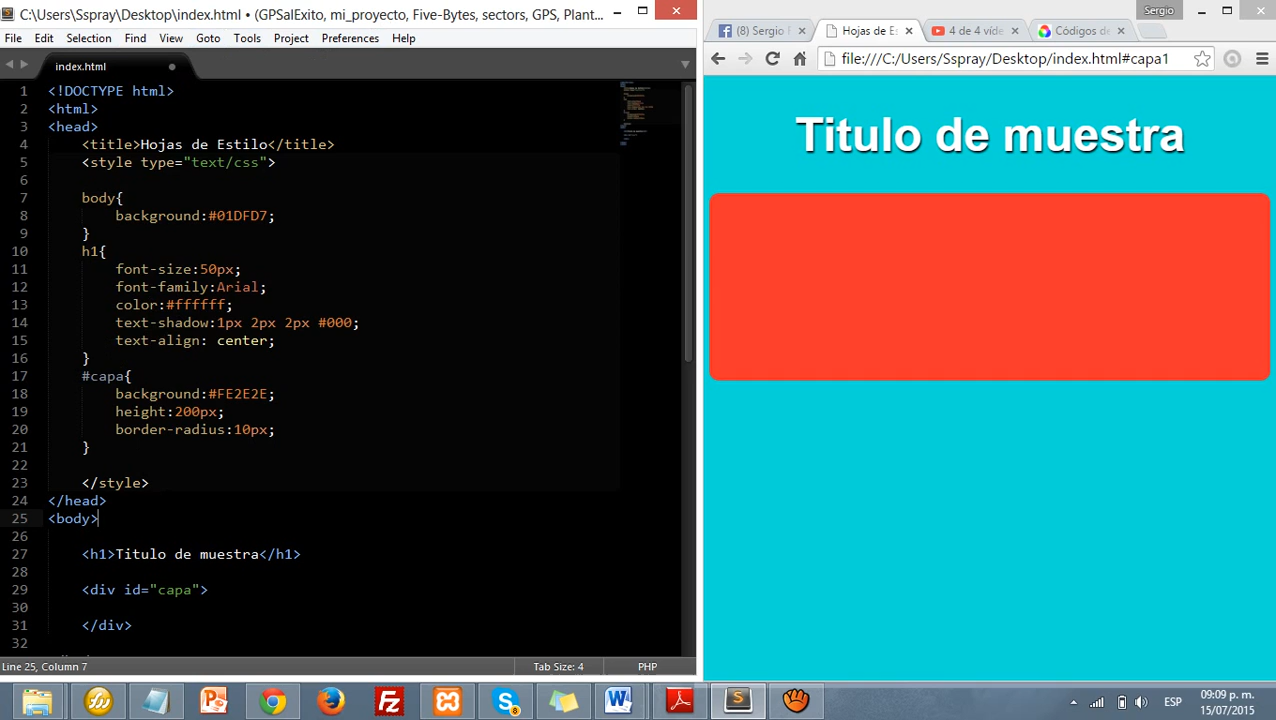 C:\Users\Sspray\Desktop\index.html • (GPSalExito, mi_proyecto, Five-Bytes, sectors, GPS, Plant...
File Edit Selection Find View Goto Tools Project Preferences Help
index.html
1 <!DOCTYPE html>
2 <html>
3 <head>
4 <title>Hojas de Estilo</title>
5 <style type="text/css">
6
7 body{
8 background:#01DFD7;
9 }
10 h1{
11 font-size:50px;
12 font-family:Arial;
13 color:#ffffff;
14 text-shadow:1px 2px 2px #000;
15 text-align: center;
16 }
17 #capa{
18 background:#FE2E2E;
19 height:200px;
20 border-radius:10px;
21 }
22
23 </style>
24 </head>
25 <body>
26
27 <h1>Titulo de muestra</h1>
28
29 <div id="capa">
30
31 </div>
32
Line 25, Column 7 Tab Size: 4 PHP
Sergio
(8) Sergio F Hojas de Es 4 de 4 víde Códigos de
file:///C:/Users/Sspray/Desktop/index.html#capa1
Titulo de muestra
ESP
09:09 p. m.
15/07/2015